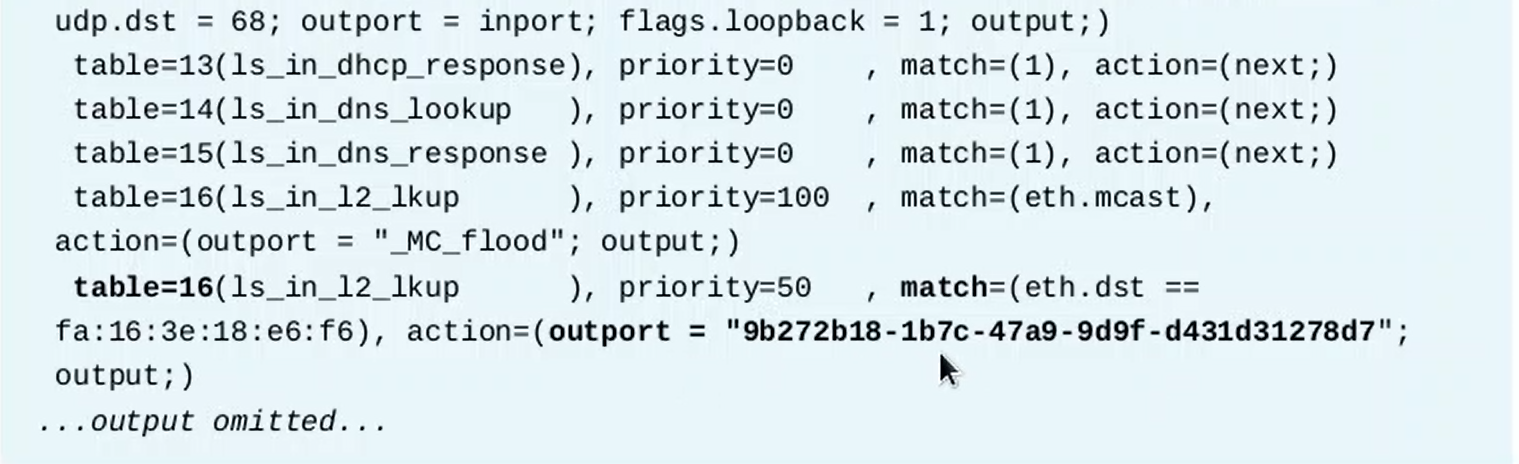 udp.dst = 68; outport = inport; flags.loopback = 1; output;)
table=13(ls_in_dhcp_response), priority=0    , match=(1), action=(next;)
table=14(ls_in_dns_lookup   ), priority=0    , match=(1), action=(next;)
table=15(ls_in_dns_response ), priority=0    , match=(1), action=(next;)
table=16(ls_in_l2_lkup      ), priority=100  , match=(eth.mcast),
action=(outport = "_MC_flood"; output;)
table=16(ls_in_l2_lkup      ), priority=50   , match=(eth.dst ==
fa:16:3e:18:e6:f6), action=(outport = "9b272b18-1b7c-47a9-9d9f-d431d31278d7";
output;)
...output omitted...